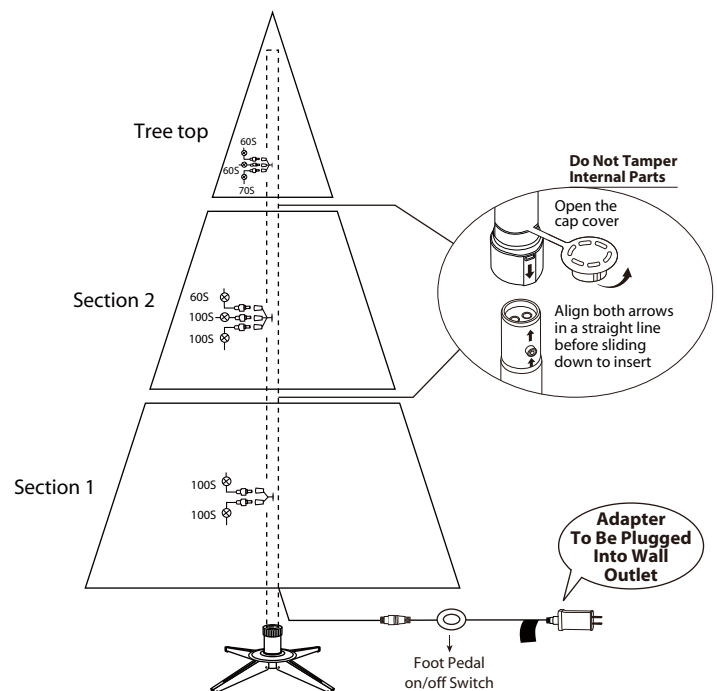 Tree top
60S
60S
70S
Do Not Tamper
Internal Parts
Open the
cap cover
Align both arrows
in a straight line
before sliding
down to insert
Section 2
60S
100S
100S
Section 1
100S
100S
Adapter
To Be Plugged
Into Wall
Outlet
Foot Pedal
on/off Switch